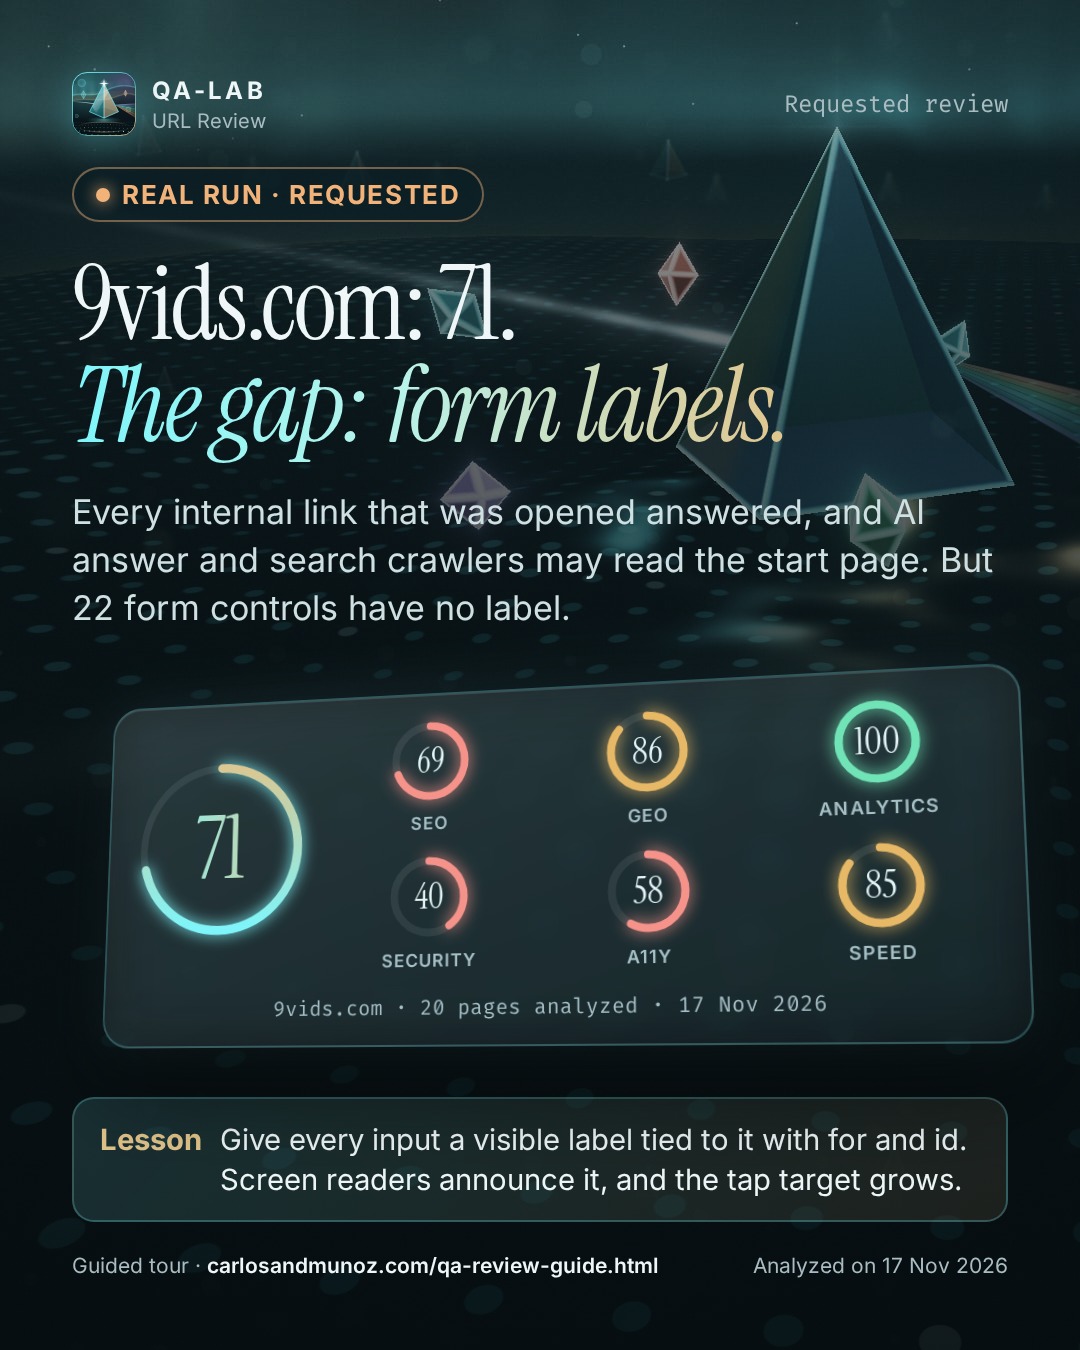 QA-LAB
URL Review
Requested review
REAL RUN · REQUESTED
9vids.com: 71.
The gap: form labels.
Every internal link that was opened answered, and AI
answer and search crawlers may read the start page. But
22 form controls have no label.
71
69
SEO
86
GEO
100
ANALYTICS
40
SECURITY
58
A11Y
85
SPEED
9vids.com · 20 pages analyzed · 17 Nov 2026
Lesson Give every input a visible label tied to it with for and id.
Screen readers announce it, and the tap target grows.
Guided tour · carlosandmunoz.com/qa-review-guide.html
Analyzed on 17 Nov 2026